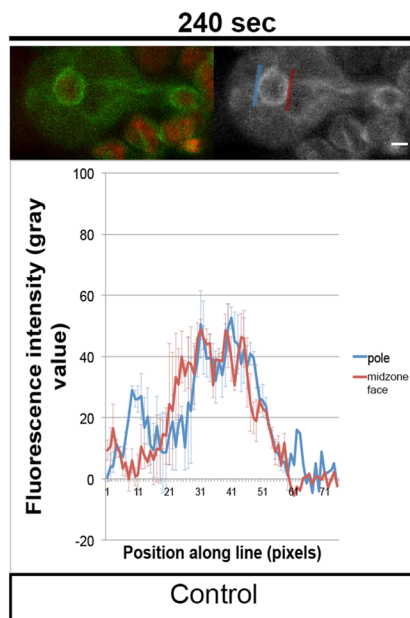 240 sec
100
80
60
40
20
0
-20
Fluorescence intensity (gray
value)
1 11 21 31 41 51 61 71
pole
midzone
face
Position along line (pixels)
Control